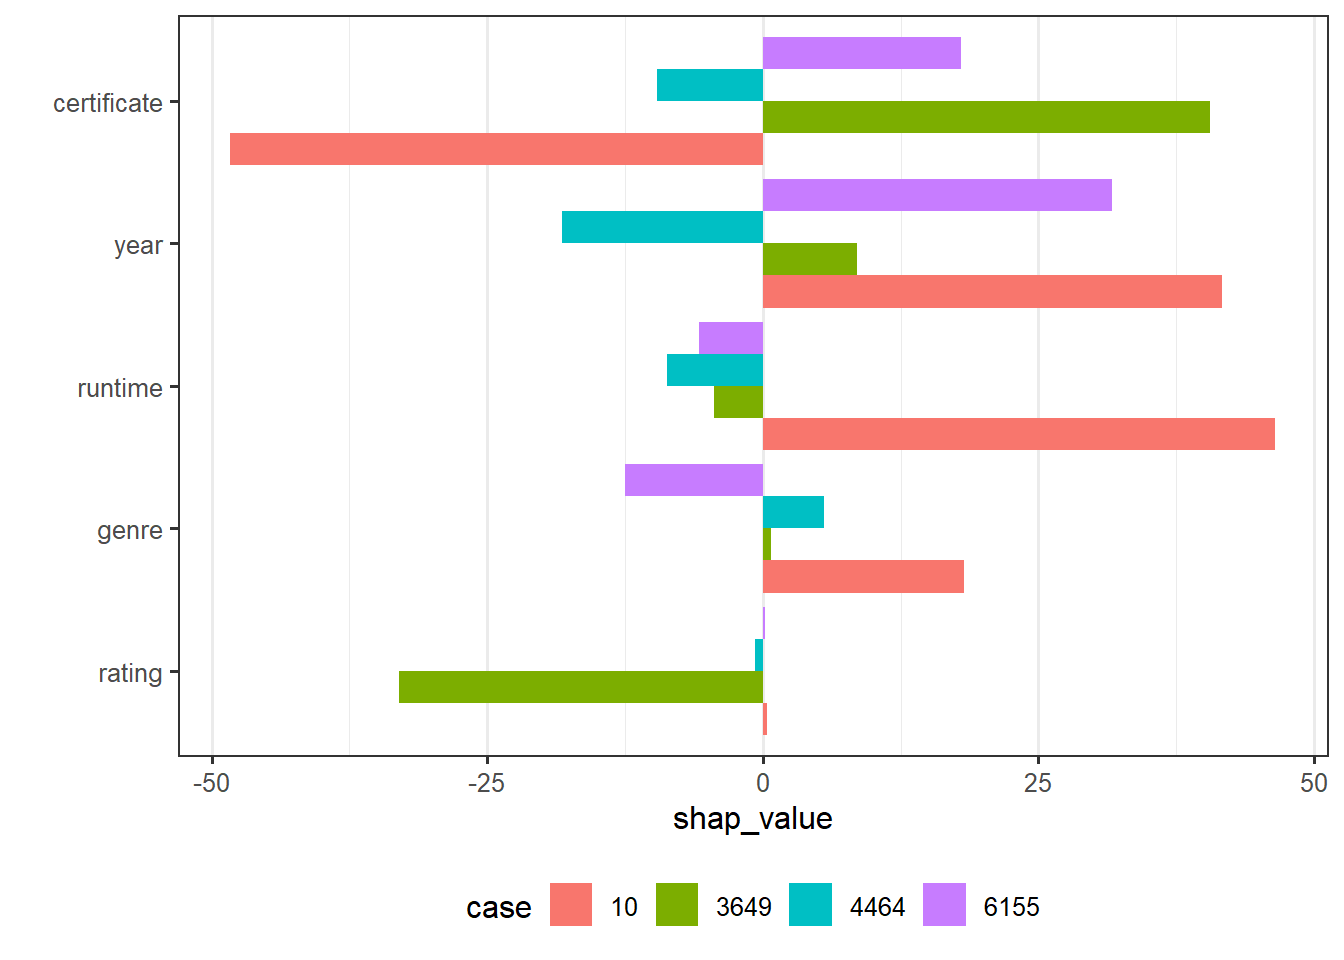 certificate
year
runtime
genre
rating
-50 -25 0 25 50
shap_value
case 10 3649 4464 6155